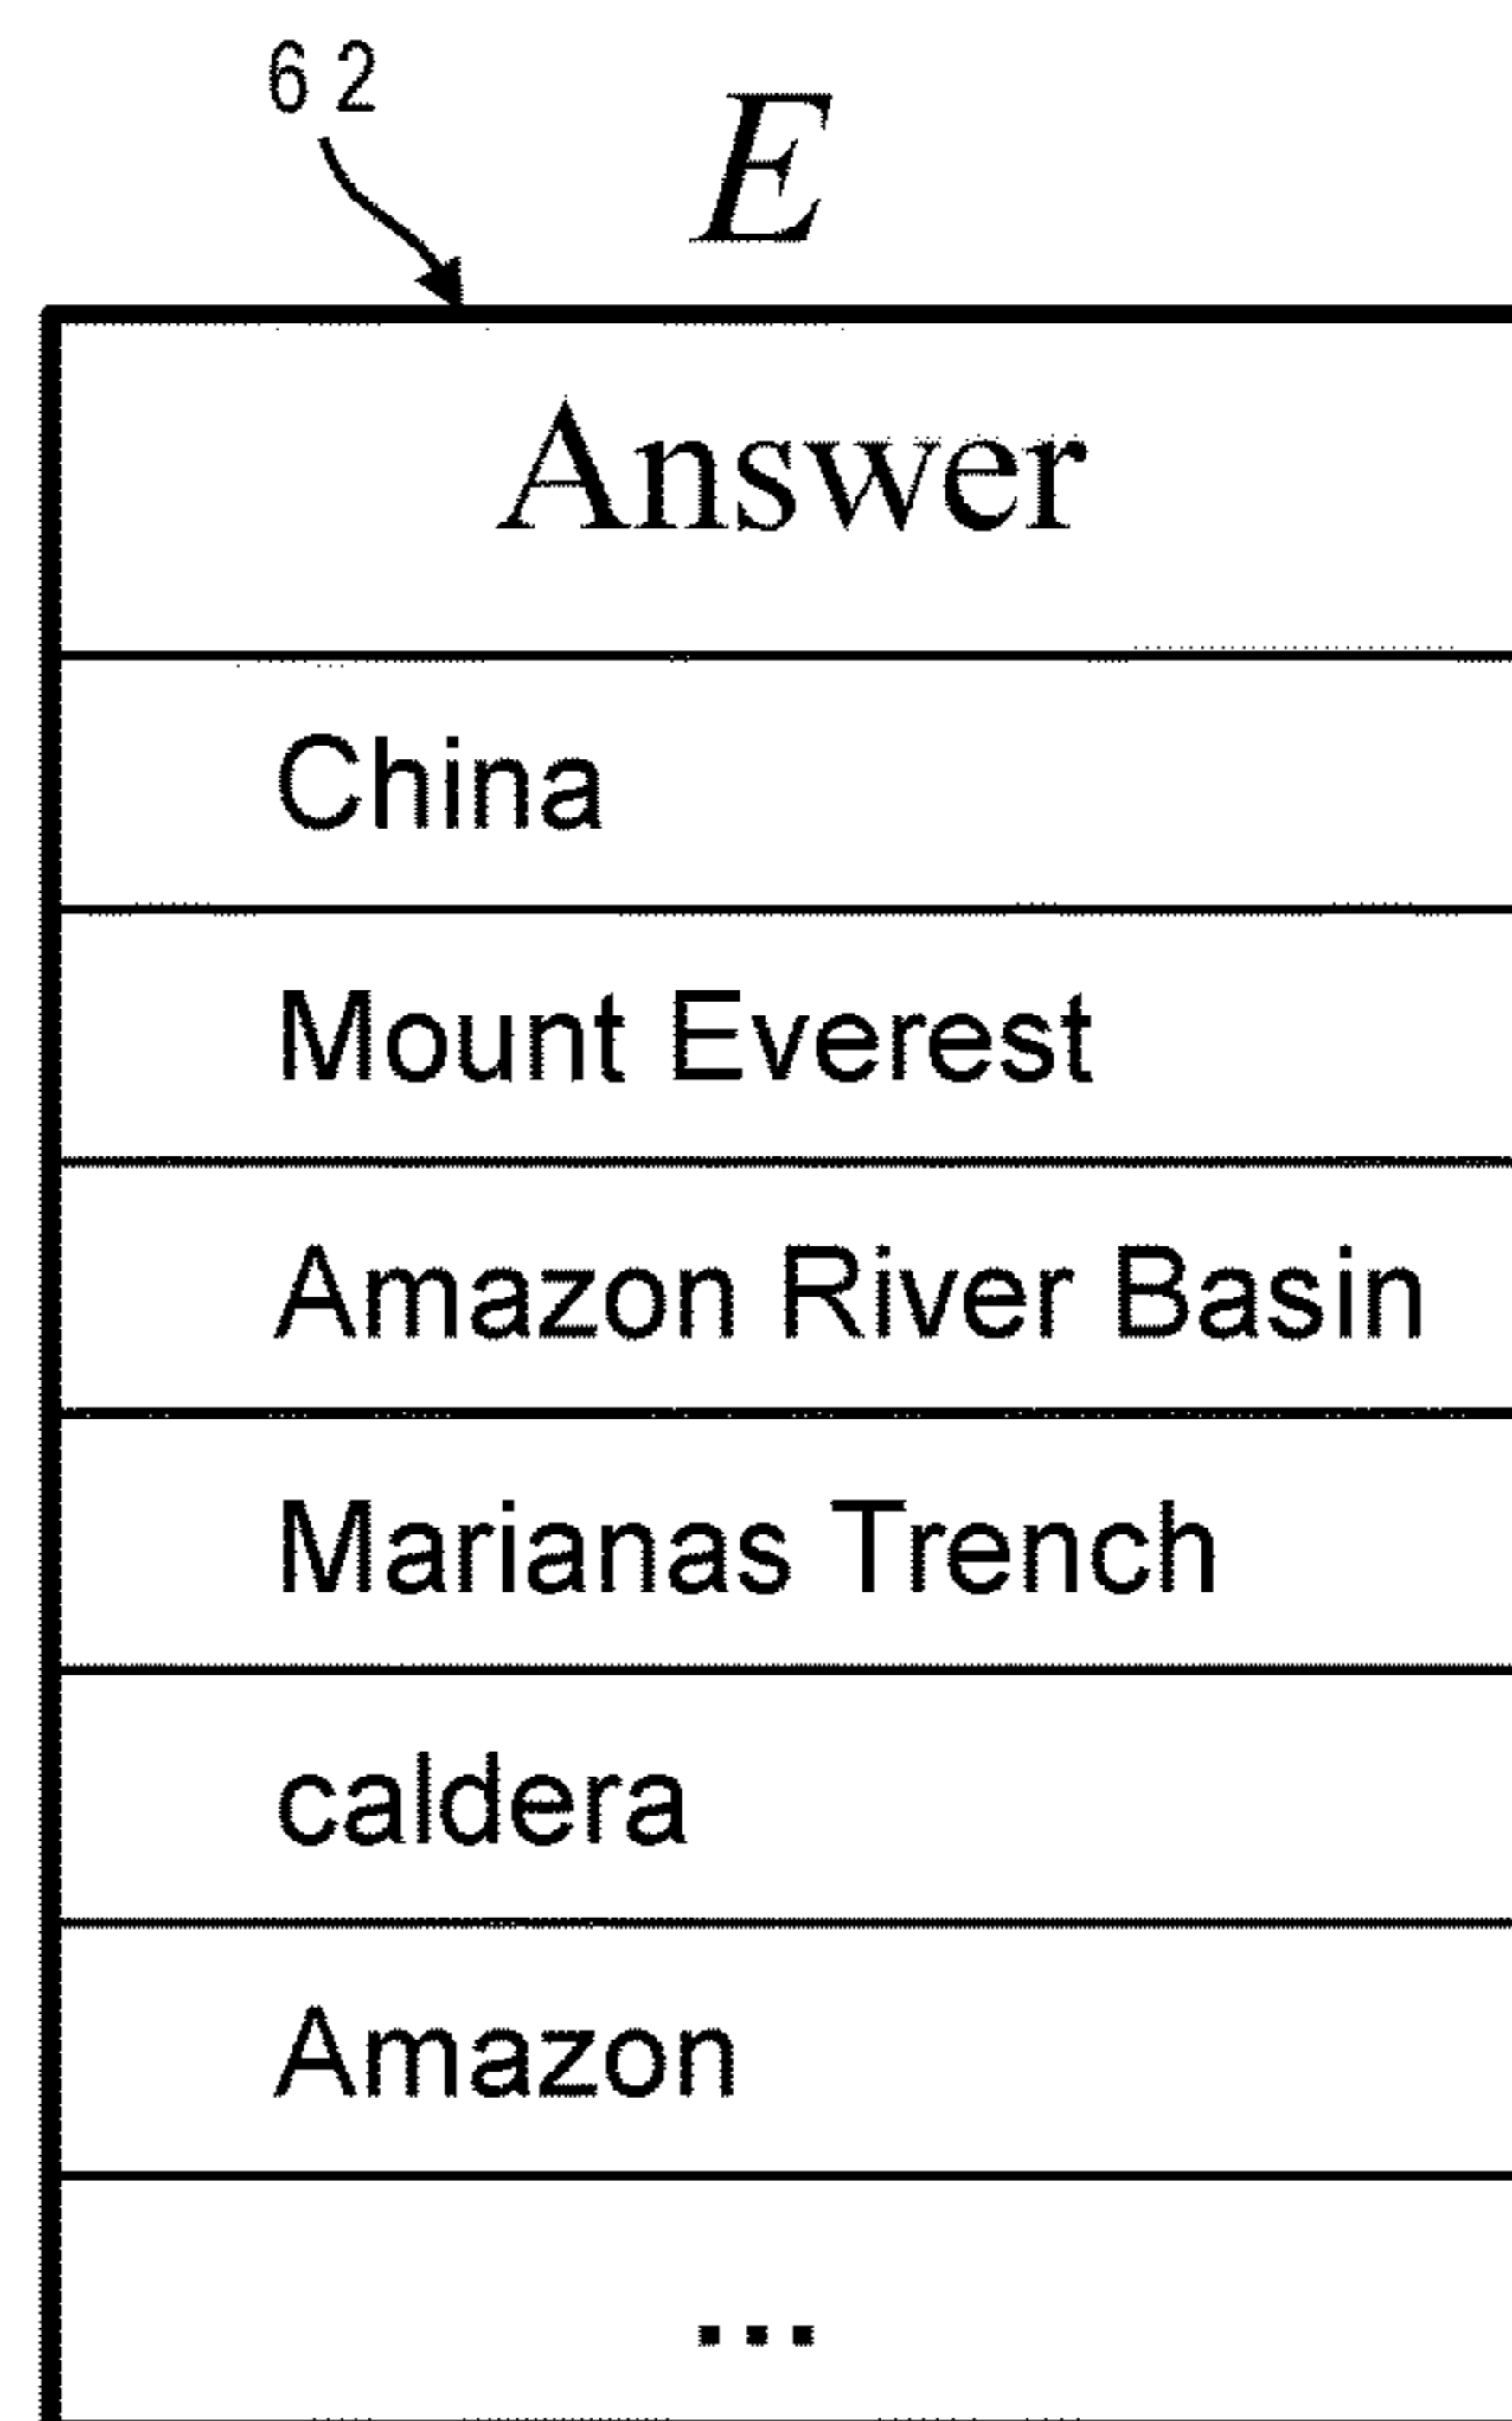 62
E
Answer
China
Mount Everest
Amazon River Basin
Marianas Trench
caldera
Amazon
...